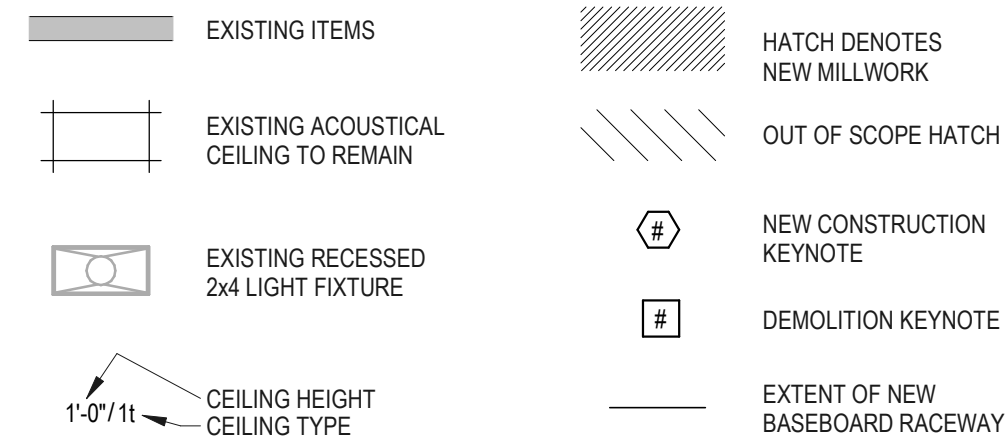 EXISTING ITEMS
EXISTING ACOUSTICAL
CEILING TO REMAIN
EXISTING RECESSED
2x4 LIGHT FIXTURE
1'-0"/ 1t
CEILING HEIGHT
CEILING TYPE
HATCH DENOTES
NEW MILLWORK
OUT OF SCOPE HATCH
#
NEW CONSTRUCTION
KEYNOTE
#
DEMOLITION KEYNOTE
EXTENT OF NEW
BASEBOARD RACEWAY